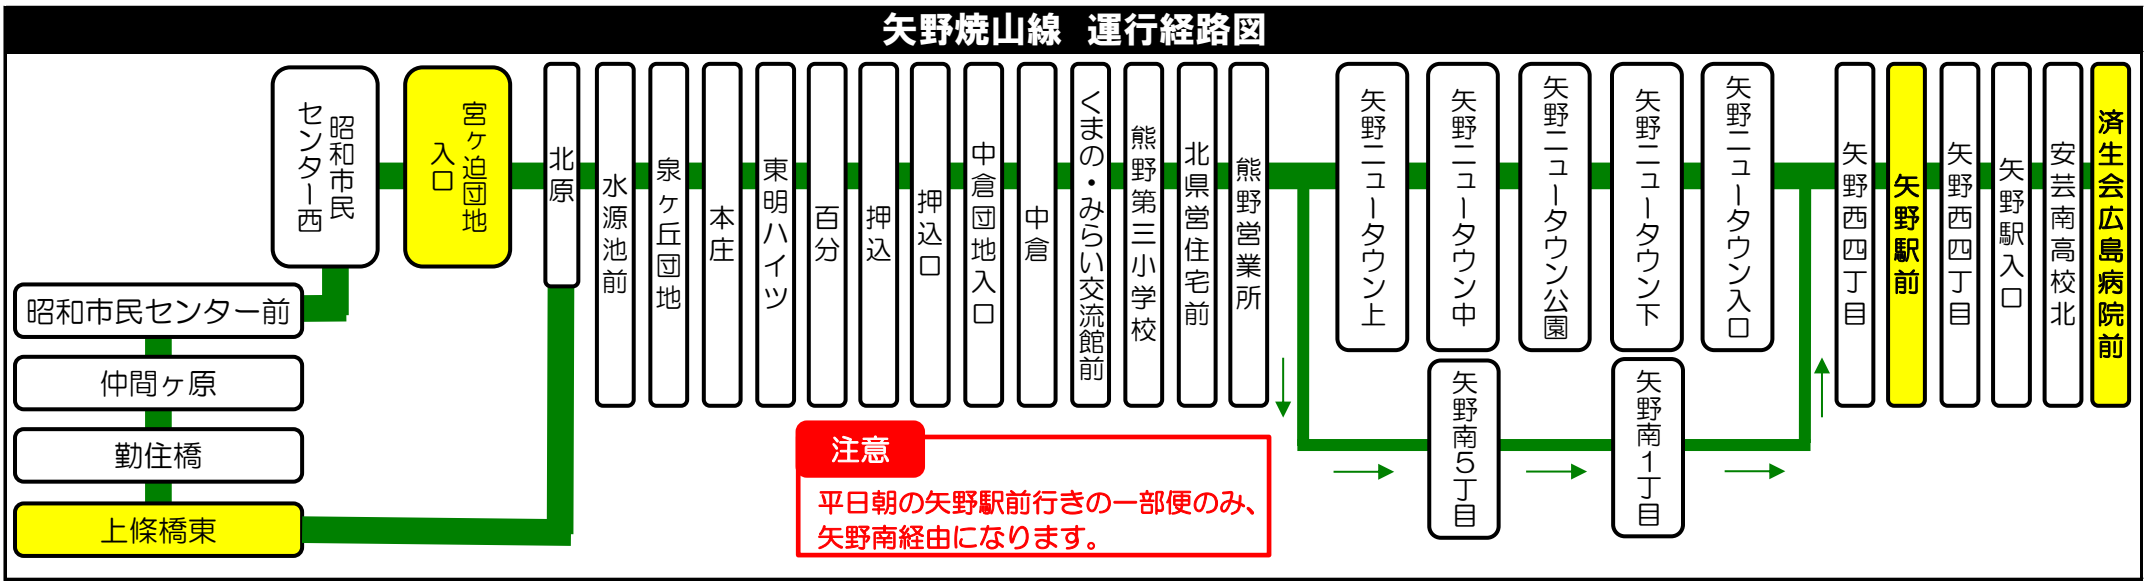 矢野焼山線　運行経路図
昭和市民
センター西
宮ヶ迫団地
入口
北原
水源池前
泉ヶ丘団地
本庄
東明ハイツ
百分
押込
押込口
中倉団地入口
中倉
くまの・みらい交流館前
熊野第三小学校
北県営住宅前
熊野営業所
矢野ニュータウン上
矢野ニュータウン中
矢野ニュータウン公園
矢野ニュータウン下
矢野ニュータウン入口
矢野西四丁目
矢野駅前
矢野西四丁目
矢野駅入口
安芸南高校北
済生会広島病院前
昭和市民センター前
仲間ヶ原
勤住橋
上條橋東
矢野南5丁目
矢野南1丁目
注意
平日朝の矢野駅前行きの一部便のみ、
矢野南経由になります。